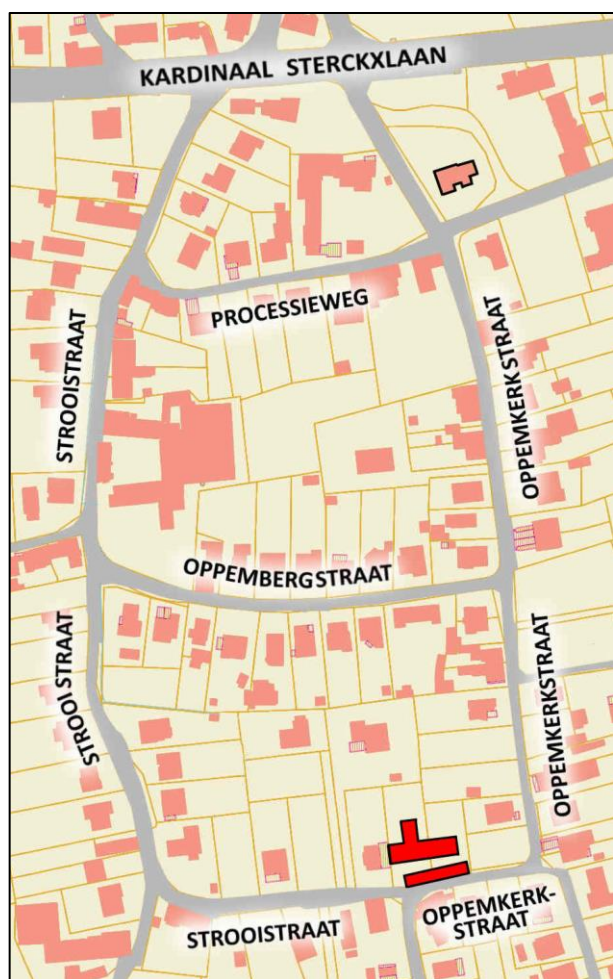 KARDINAAL STERCKXLAAN
PROCESSIEWEG
STROOISTRAAT
OPPEMKERKSTRAAT
OPPEMBERGSTRAAT
STROOISTRAAT
OPPEMKERKSTRAAT
STROOISTRAAT
OPPEMKERK-
STRAAT